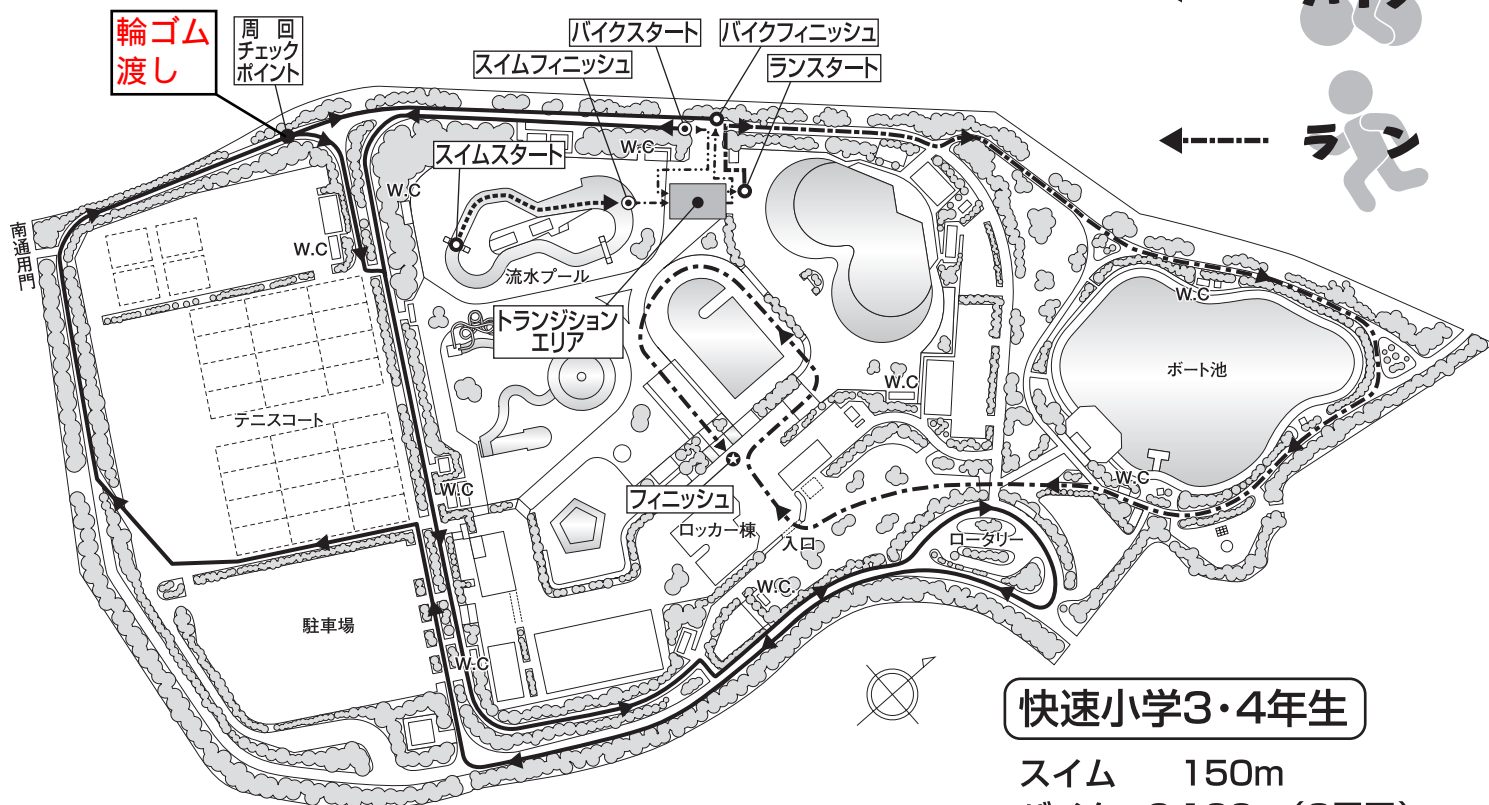 輪ゴム
渡し
周 回
チェック
ポイント
バイクスタート
バイクフィニッシュ
スイムフィニッシュ
ランスタート
スイムスタート
W.C
W.C
W.C
ラン
南通用門
流水プール
トランジション
エリア
W.C
ボート池
W.C
テニスコート
W.C
W.C
フィニッシュ
ロッカー棟
入口
ロータリー
W.C.
駐車場
W.C
快速小学3・4年生
スイム 150m